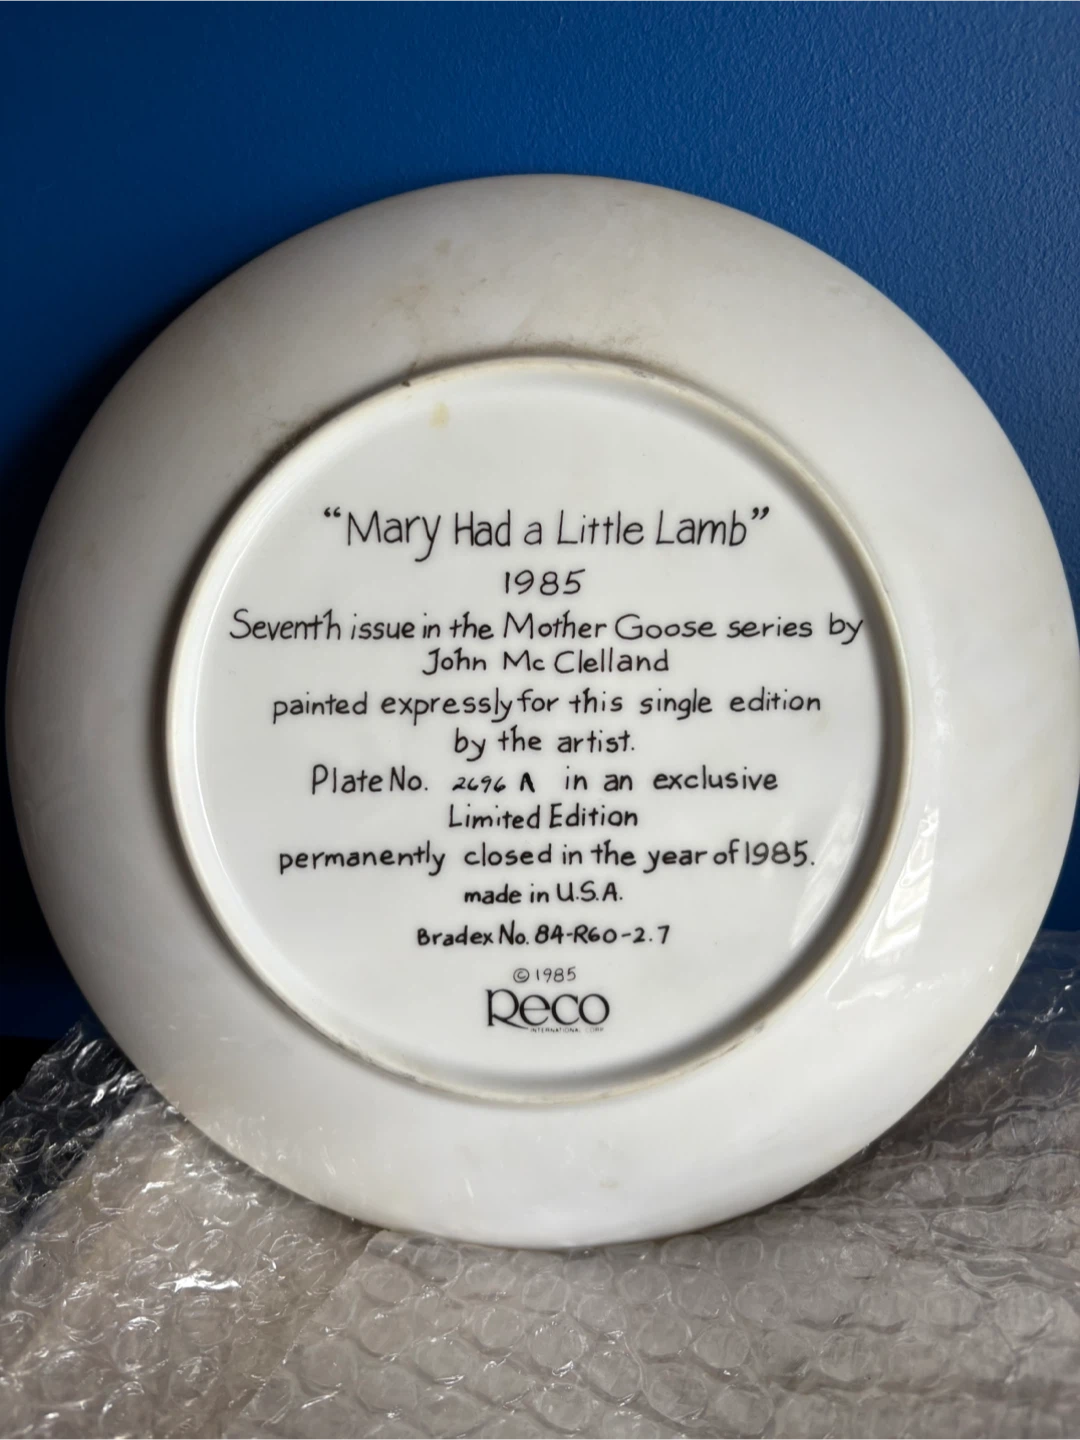 “Mary Had a Little Lamb”
1985
Seventh issue in the Mother Goose series by
John McClelland
painted expressly for this single edition
by the artist.
Plate No. 2696 A in an exclusive
Limited Edition
permanently closed in the year of 1985.
made in U.S.A.
Bradex No. 84-R60-2.7
© 1985
Reco
INTERNATIONAL CORP.